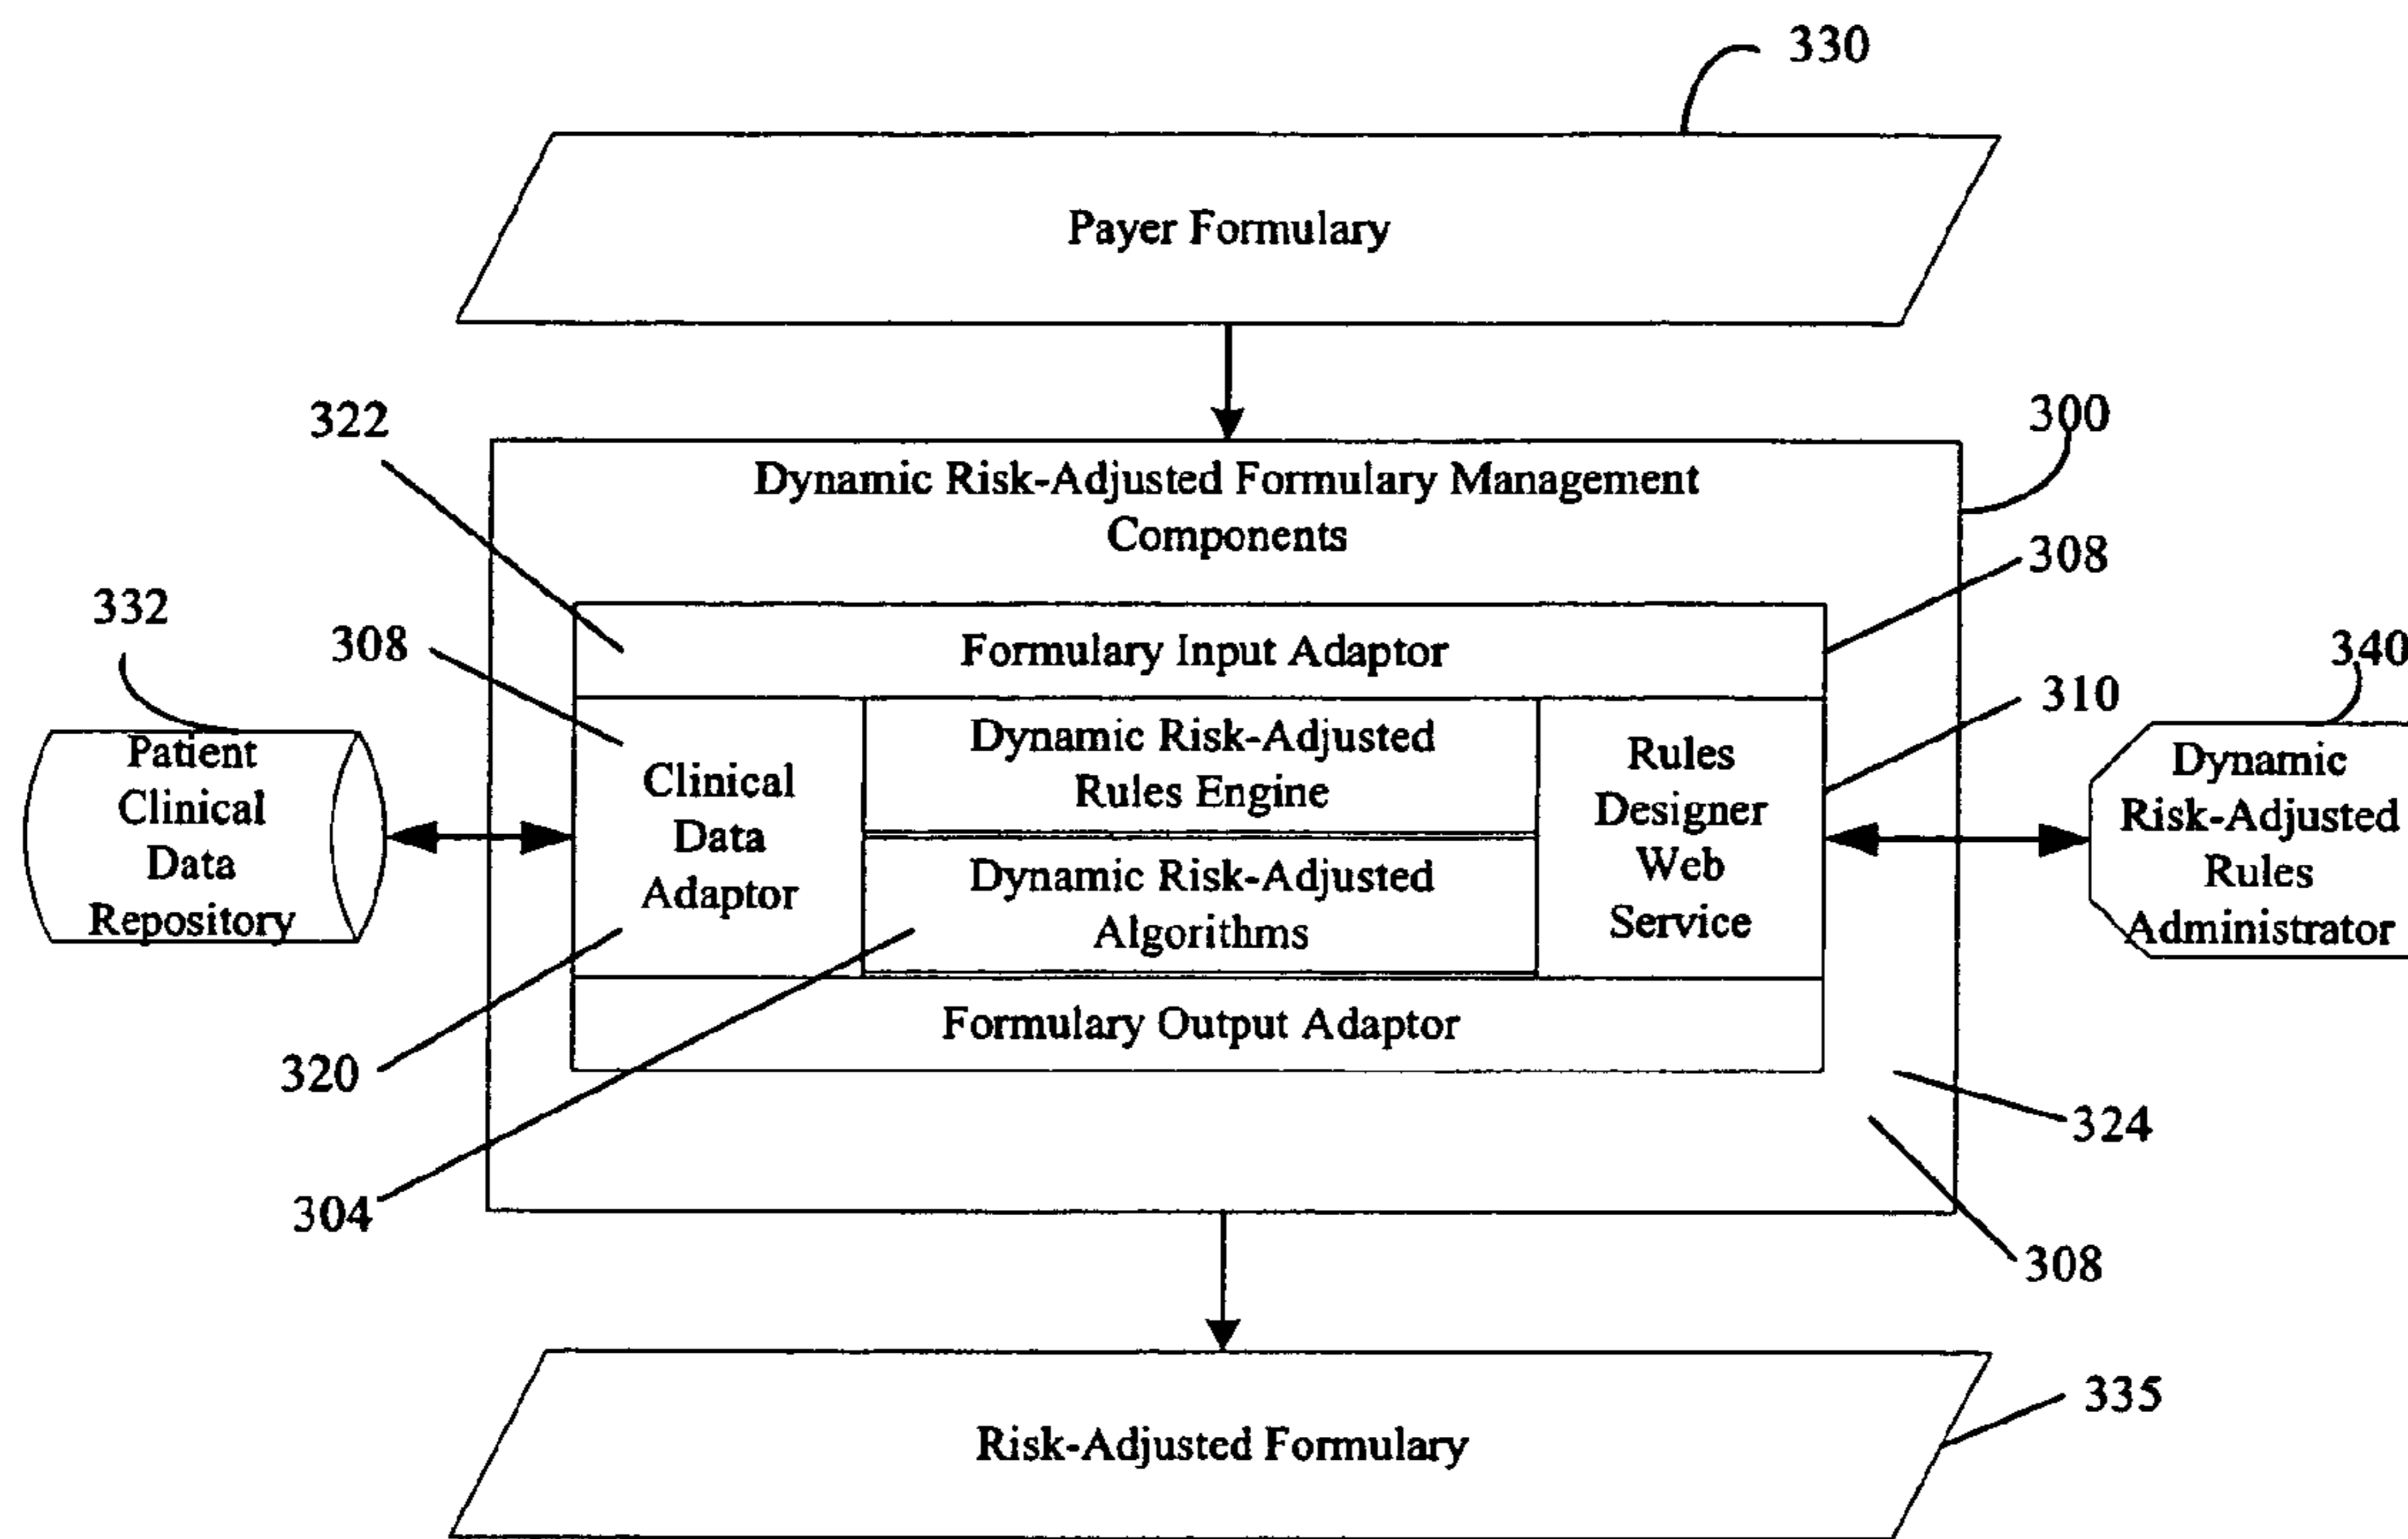 330
Payer Formulary
322
300
Dynamic Risk-Adjusted Formulary Management
Components
308
332
308
Formulary Input Adaptor
340
310
Patient
Clinical
Data
Repository
Clinical
Data
Adaptor
Dynamic Risk-Adjusted
Rules Engine
Dynamic Risk-Adjusted
Algorithms
Rules
Designer
Web
Service
Dynamic
Risk-Adjusted
Rules
Administrator
Formulary Output Adaptor
320
324
304
308
335
Risk-Adjusted Formulary